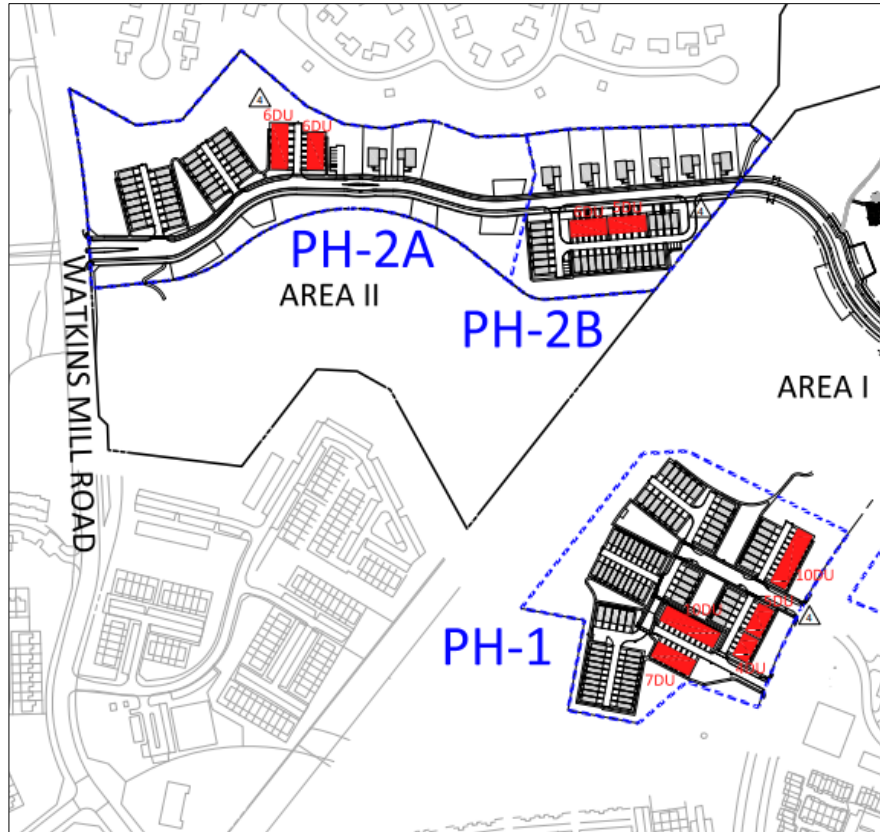 4
6DU
6DU
4
PH-2A
AREA II
PH-2B
WATKINS MILL ROAD
AREA I
10DU
10DU
4
PH-1
7DU